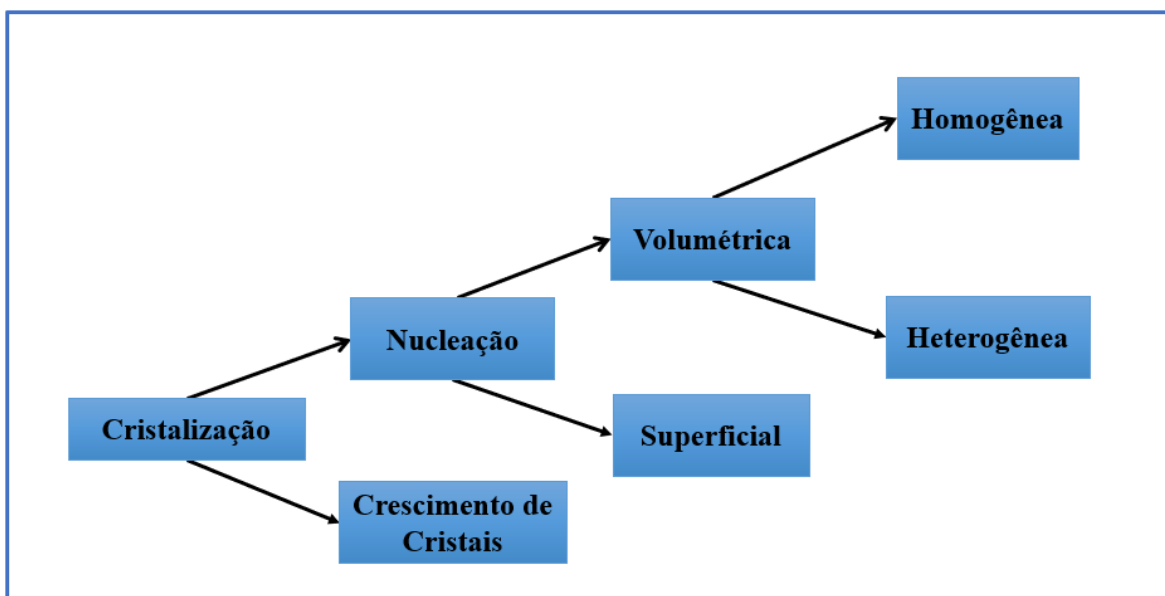 Homogênea
Volumétrica
Nucleação
Heterogênea
Cristalização
Superficial
Crescimento de
Cristais